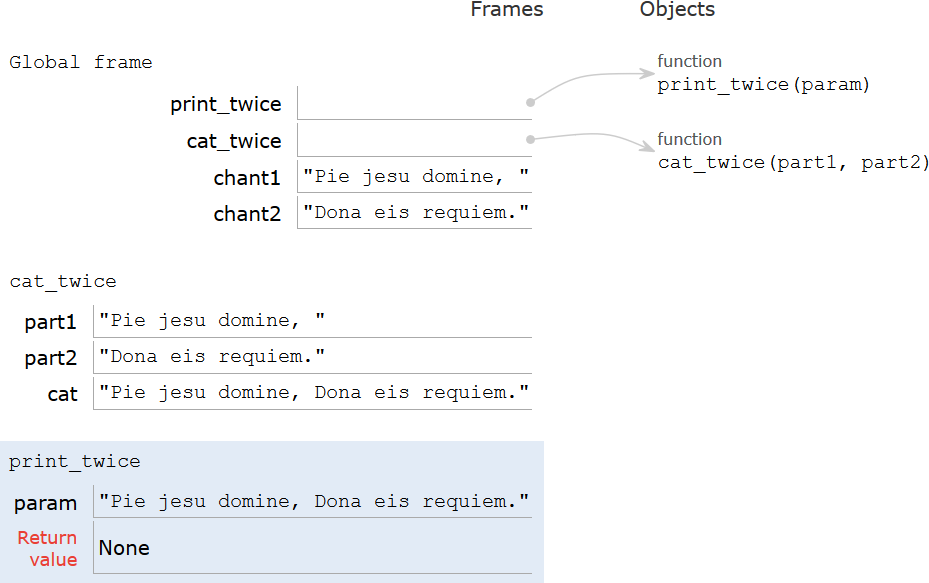 Frames Objects
Global frame
function
print_twice(param)
print_twice
cat_twice
function
cat_twice(part1, part2)
chant1 "Pie jesu domine, "
chant2 "Dona eis requiem."
cat_twice
part1 "Pie jesu domine, "
part2 "Dona eis requiem."
cat "Pie jesu domine, Dona eis requiem."
print_twice
param "Pie jesu domine, Dona eis requiem."
Return
value None